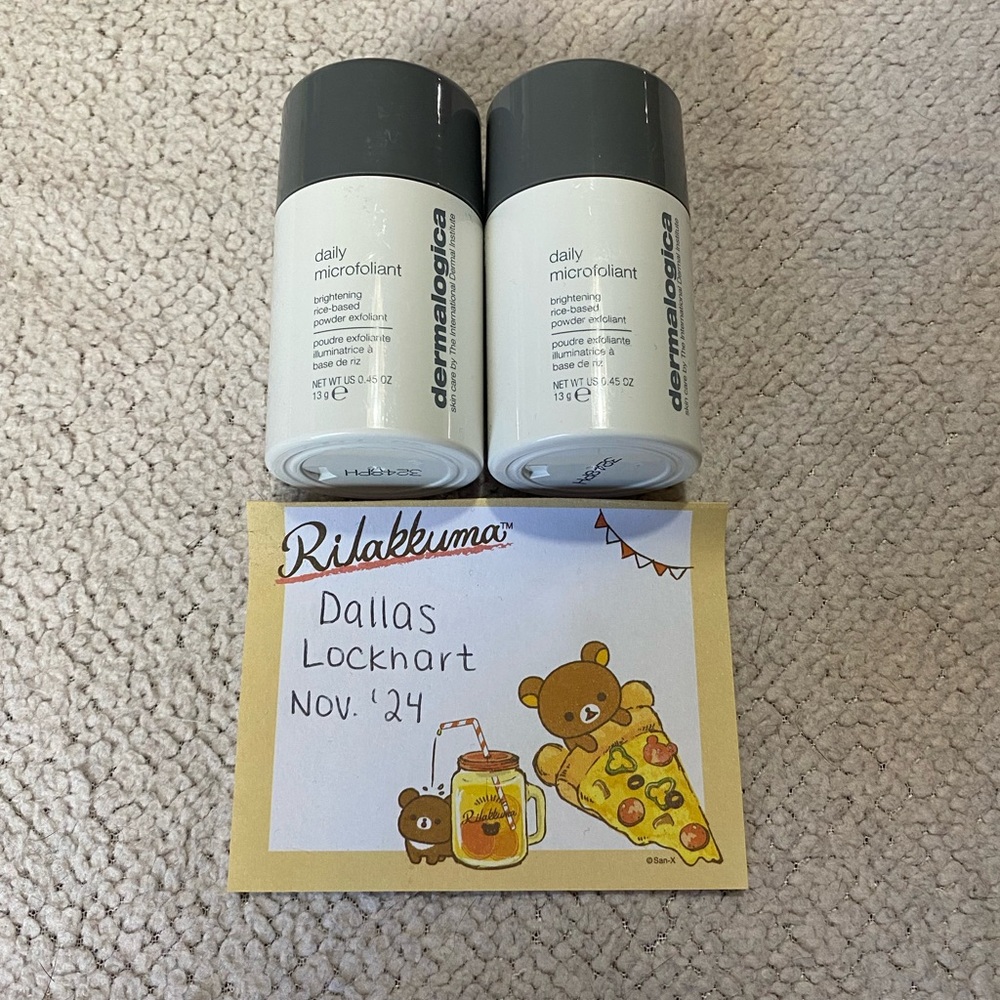 daily
microfoliant
brightening
rice-based
powder exfoliant
poudre exfoliante
illuminatrice à
base de riz
NET WT US 0.45 OZ
13 g ℮
dermalogica
skin care by The International Dermal Institute
daily
microfoliant
brightening
rice-based
powder exfoliant
poudre exfoliante
illuminatrice à
base de riz
NET WT US 0.45 OZ
13 g ℮
dermalogica
skin care by The International Dermal Institute
Rilakkuma™
Dallas
Lockhart
Nov. '24
Rilakkuma
©San-X